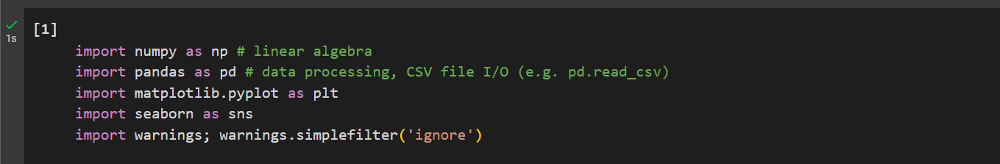 [1]
1s
import numpy as np # linear algebra
import pandas as pd # data processing, CSV file I/O (e.g. pd.read_csv)
import matplotlib.pyplot as plt
import seaborn as sns
import warnings; warnings.simplefilter('ignore')